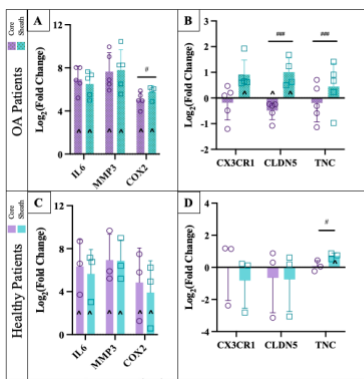 Core
Sheath
OA Patients
A
12
8
4
0
Log₂(Fold Change)
#
^ ^ ^ ^ ^ ^
IL6
MMP3
COX2
B
3
2
1
0
-1
-2
Log₂(Fold Change)
###
###
^ ^ ^
CX3CR1
CLDN5
TNC
Core
Sheath
Healthy Patients
C
12
8
4
0
Log₂(Fold Change)
^ ^ ^ ^ ^ ^
IL6
MMP3
COX2
D
4
2
0
-2
-4
Log₂(Fold Change)
#
^
CX3CR1
CLDN5
TNC